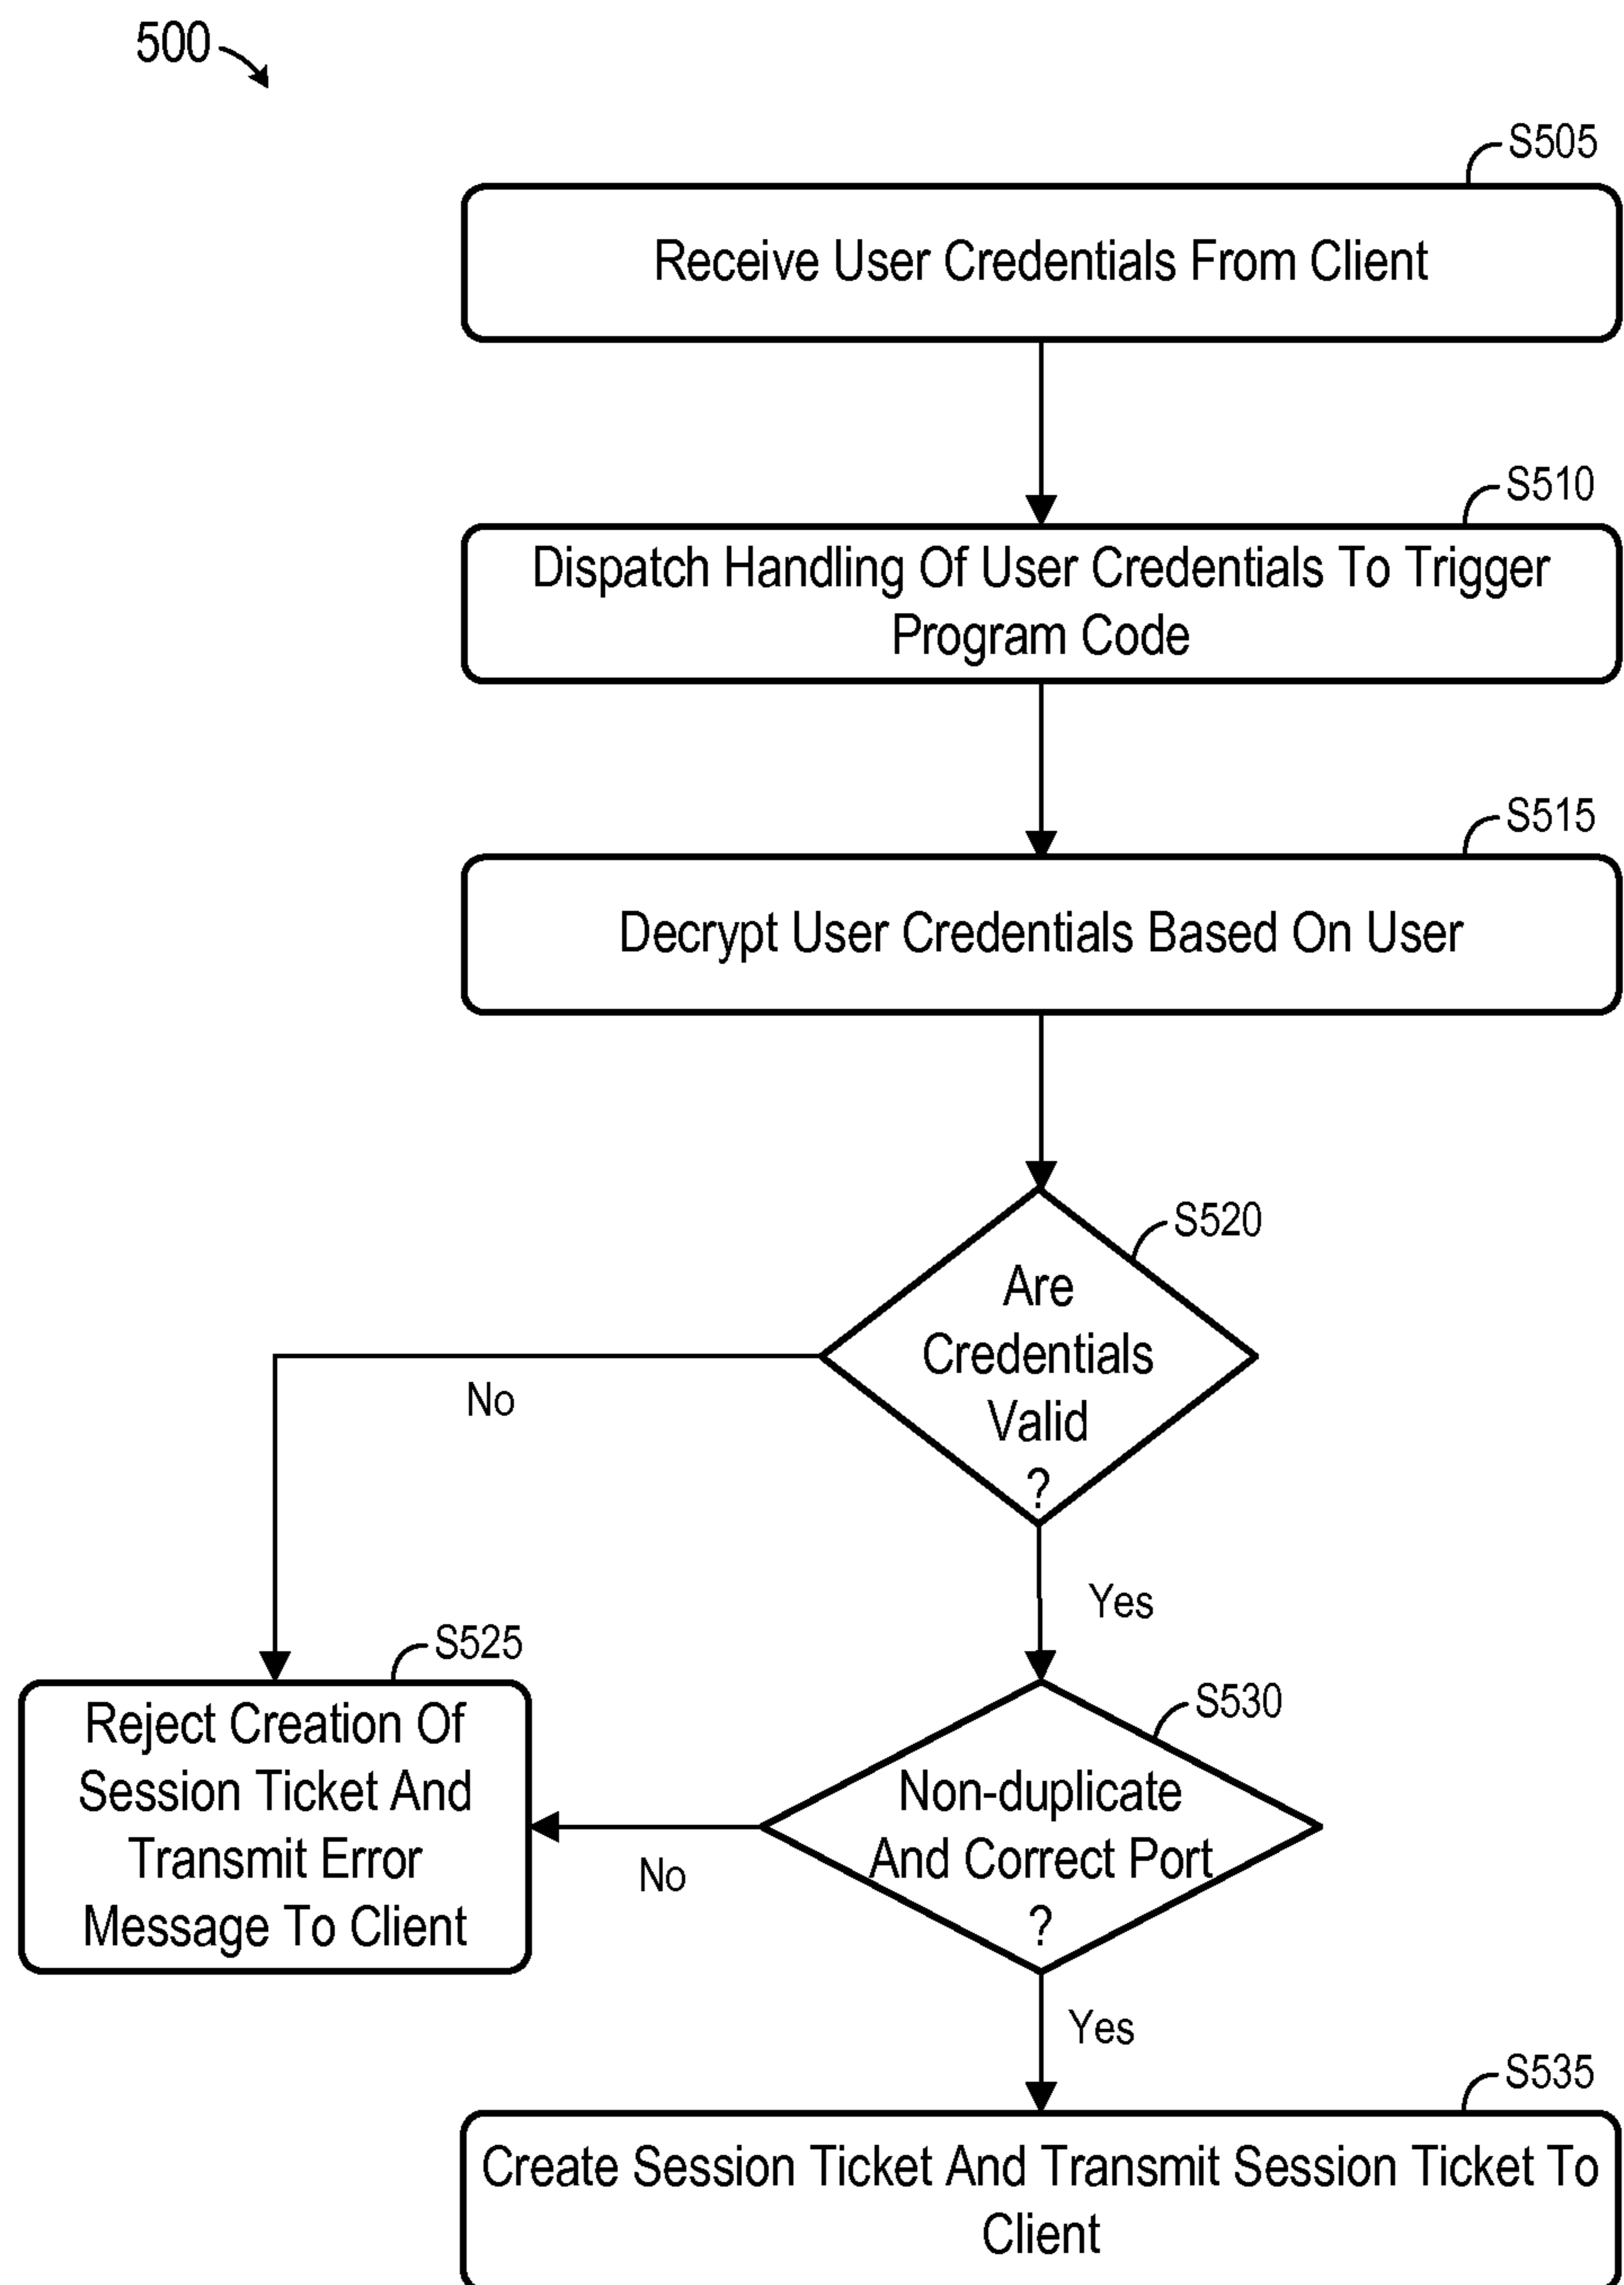 500
S505
Receive User Credentials From Client
S510
Dispatch Handling Of User Credentials To Trigger
Program Code
S515
Decrypt User Credentials Based On User
S520
Are
Credentials
Valid
?
No
Yes
S525
Reject Creation Of
Session Ticket And
Transmit Error
Message To Client
S530
Non-duplicate
And Correct Port
?
No
Yes
S535
Create Session Ticket And Transmit Session Ticket To
Client